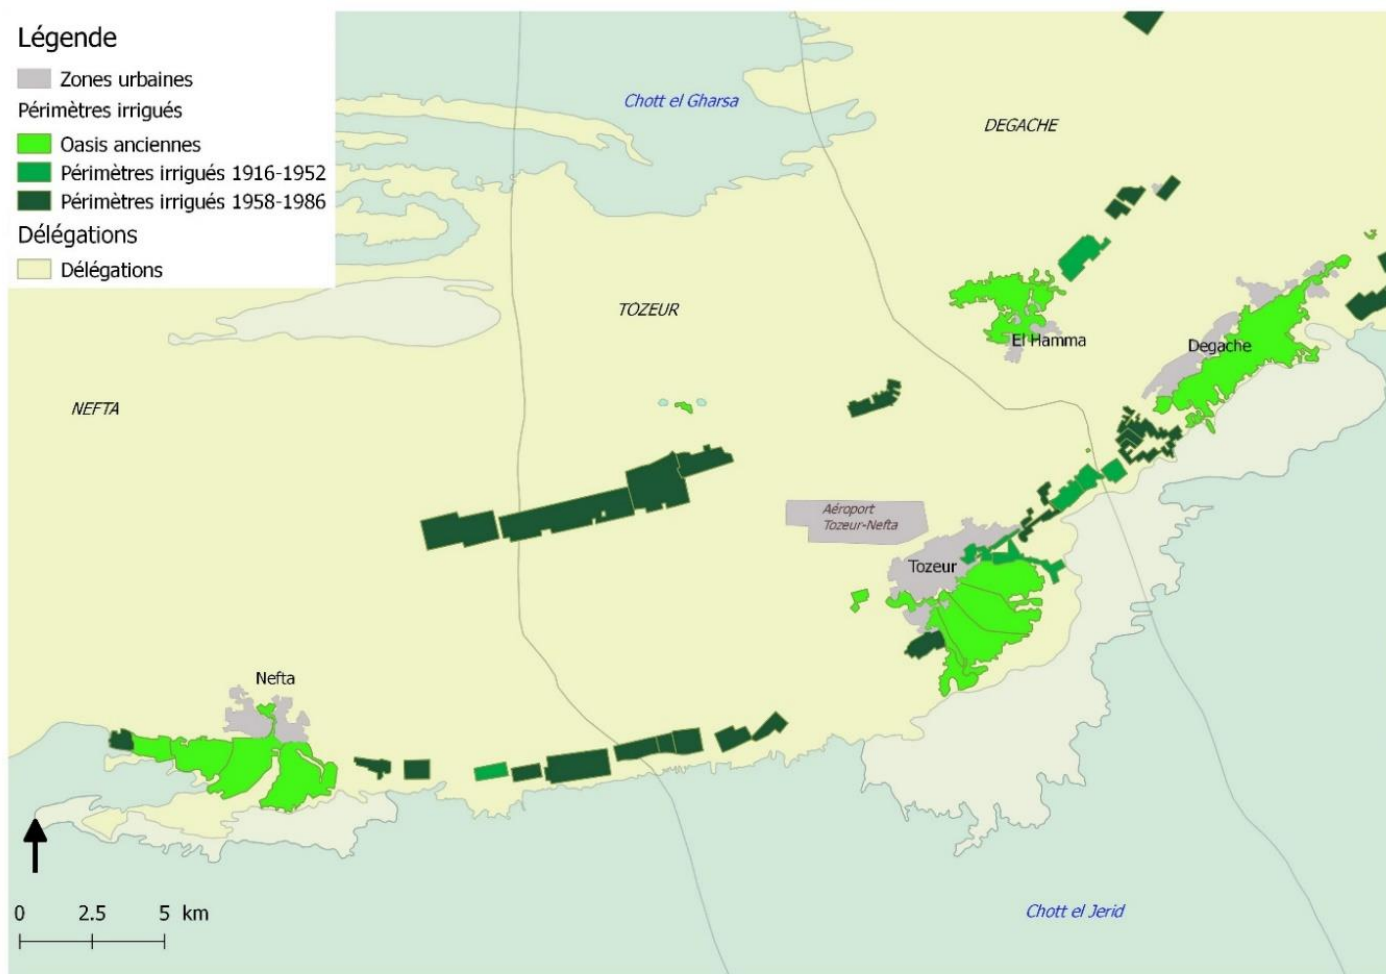 Légende
Zones urbaines
Périmètres irrigués
Oasis anciennes
Périmètres irrigués 1916-1952
Périmètres irrigués 1958-1986
Délégations
Délégations
Chott el Gharsa
DEGACHE
TOZEUR
El Hamma
Degache
NEFTA
Aéroport
Tozeur-Nefta
Tozeur
Nefta
Chott el Jerid
0 2.5 5 km